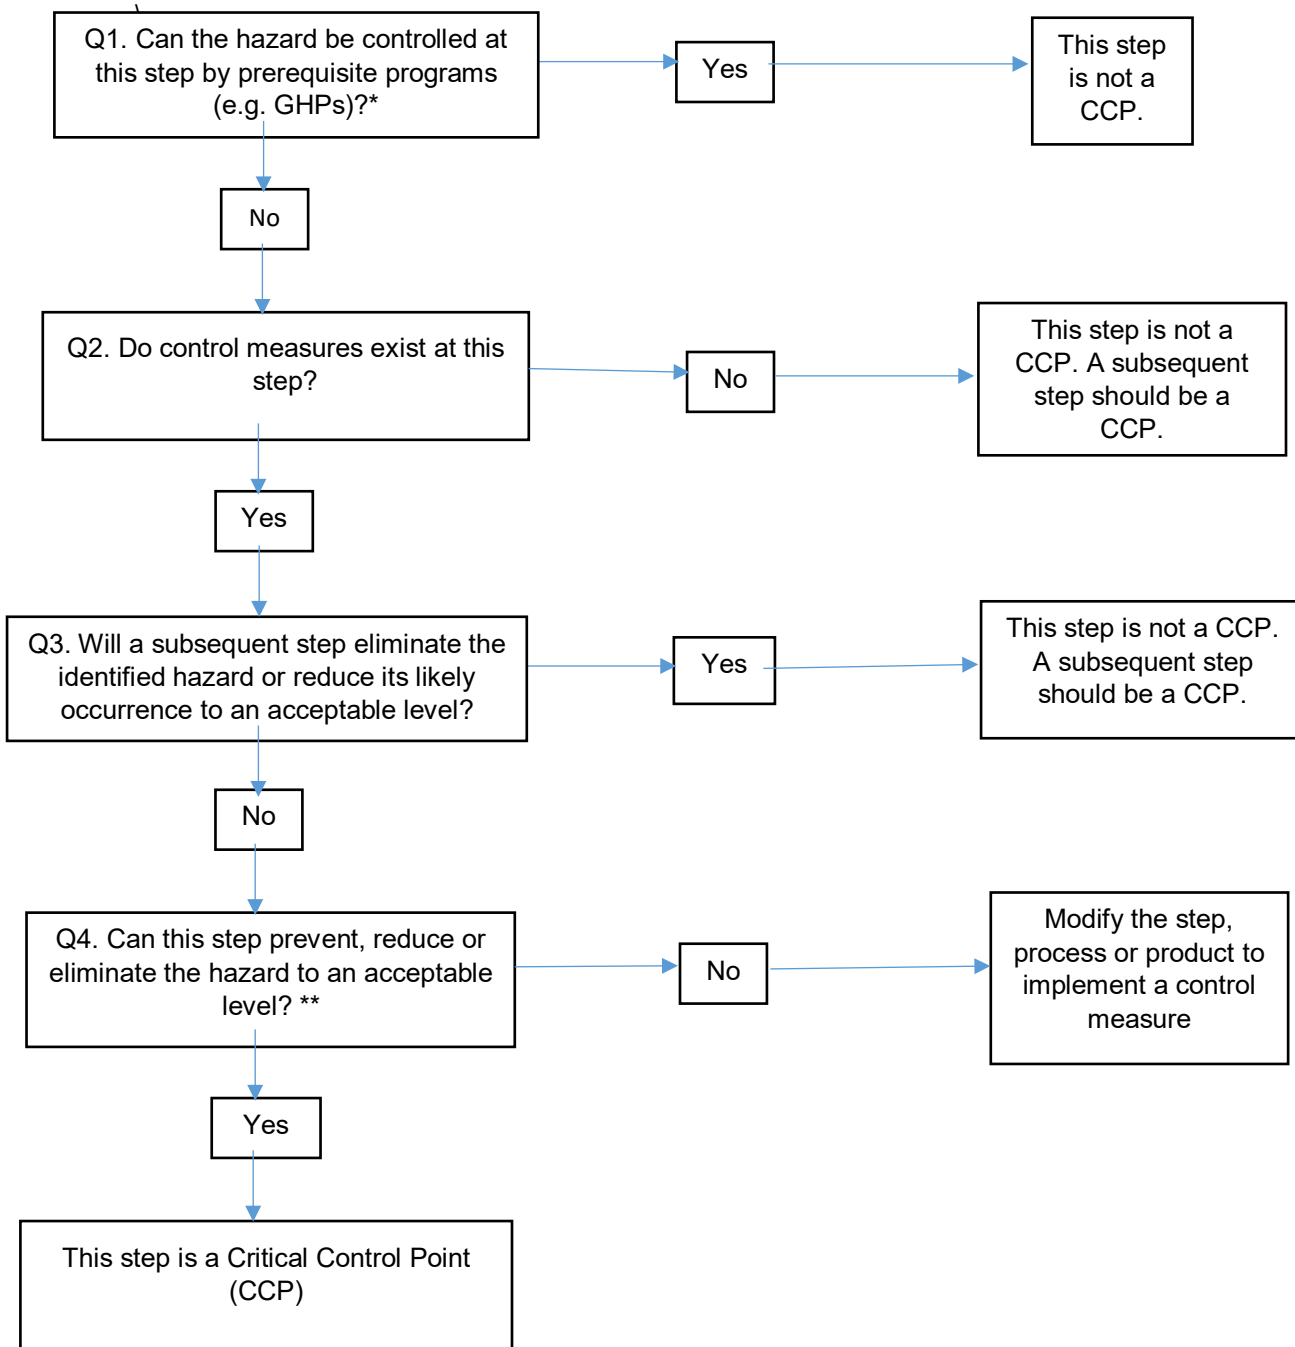 Q1. Can the hazard be controlled at
this step by prerequisite programs
(e.g. GHPs)?*
Yes
This step
is not a
CCP.
No
Q2. Do control measures exist at this
step?
No
This step is not a
CCP. A subsequent
step should be a
CCP.
Yes
Q3. Will a subsequent step eliminate the
identified hazard or reduce its likely
occurrence to an acceptable level?
Yes
This step is not a CCP.
A subsequent step
should be a CCP.
No
Q4. Can this step prevent, reduce or
eliminate the hazard to an acceptable
level? **
No
Modify the step,
process or product to
implement a control
measure
Yes
This step is a Critical Control Point
(CCP)